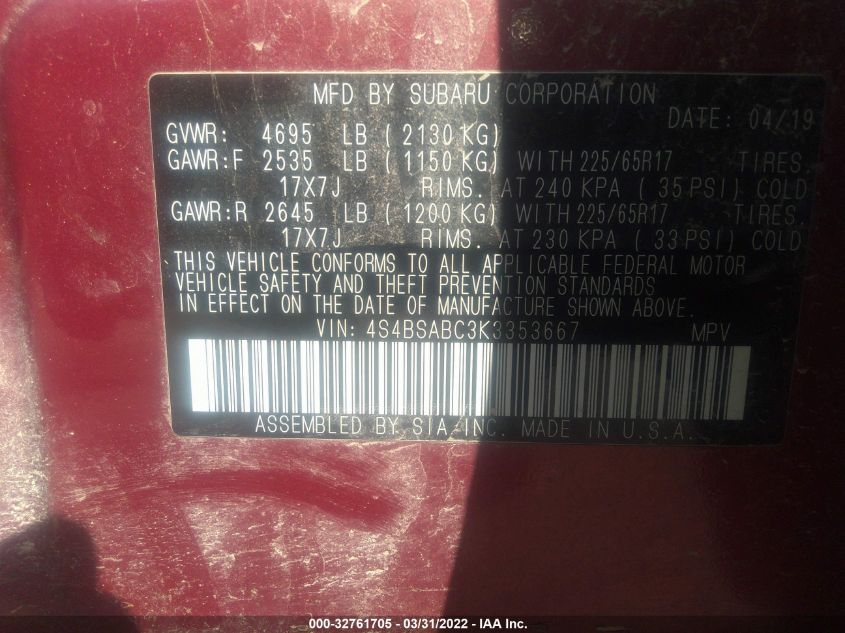 MFD BY SUBARU CORPORATION
DATE: 04/19
GVWR: 4695 LB ( 2130 KG)
GAWR:F 2535 LB ( 1150 KG) WITH 225/65R17 TIRES,
17X7J RIMS, AT 240 KPA ( 35 PSI) COLD
GAWR:R 2645 LB ( 1200 KG) WITH 225/65R17 TIRES,
17X7J RIMS, AT 230 KPA ( 33 PSI) COLD
THIS VEHICLE CONFORMS TO ALL APPLICABLE FEDERAL MOTOR
VEHICLE SAFETY AND THEFT PREVENTION STANDARDS
IN EFFECT ON THE DATE OF MANUFACTURE SHOWN ABOVE.
VIN: 4S4BSABC3K3353667 MPV
ASSEMBLED BY SIA, INC. MADE IN U.S.A.
000-32761705 - 03/31/2022 - IAA Inc.